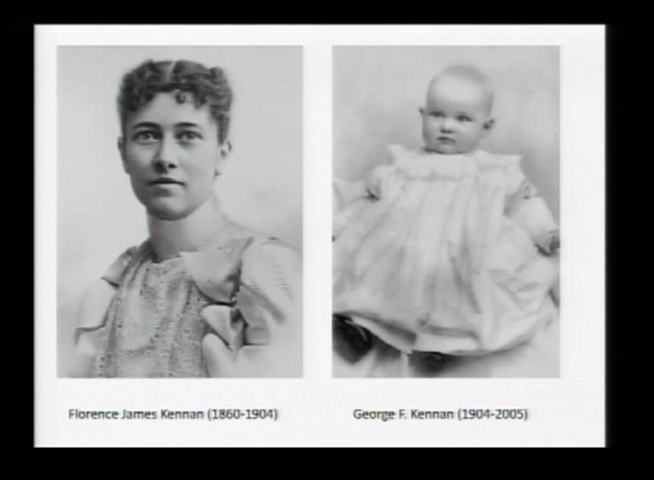 Florence James Kennan (1860-1904)
George F. Kennan (1904-2005)